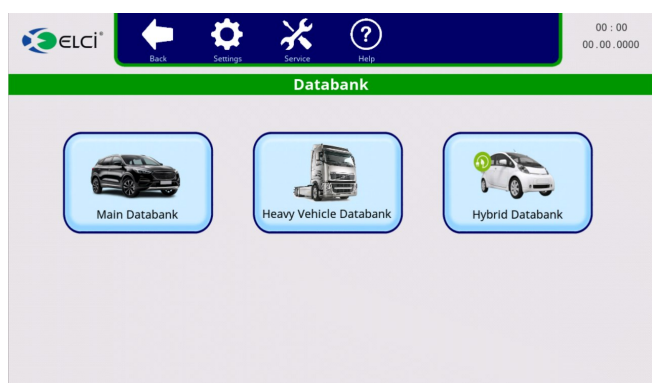 ELCI®
Back
Settings
Service
Help
00 : 00
00.00.0000
Databank
Main Databank
Heavy Vehicle Databank
Hybrid Databank